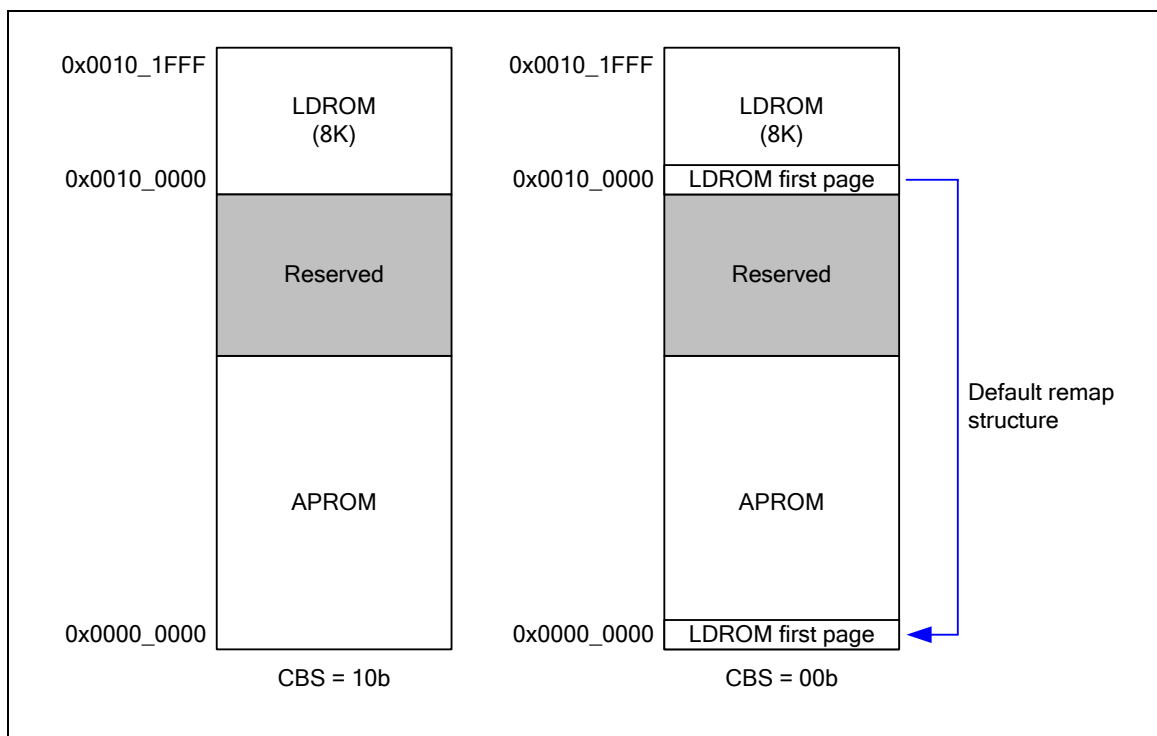 0x0010_1FFF
LDROM
(8K)
0x0010_0000
Reserved
APROM
0x0000_0000
CBS = 10b
0x0010_1FFF
LDROM
(8K)
0x0010_0000
LDROM first page
Reserved
Default remap
structure
APROM
0x0000_0000
LDROM first page
CBS = 00b